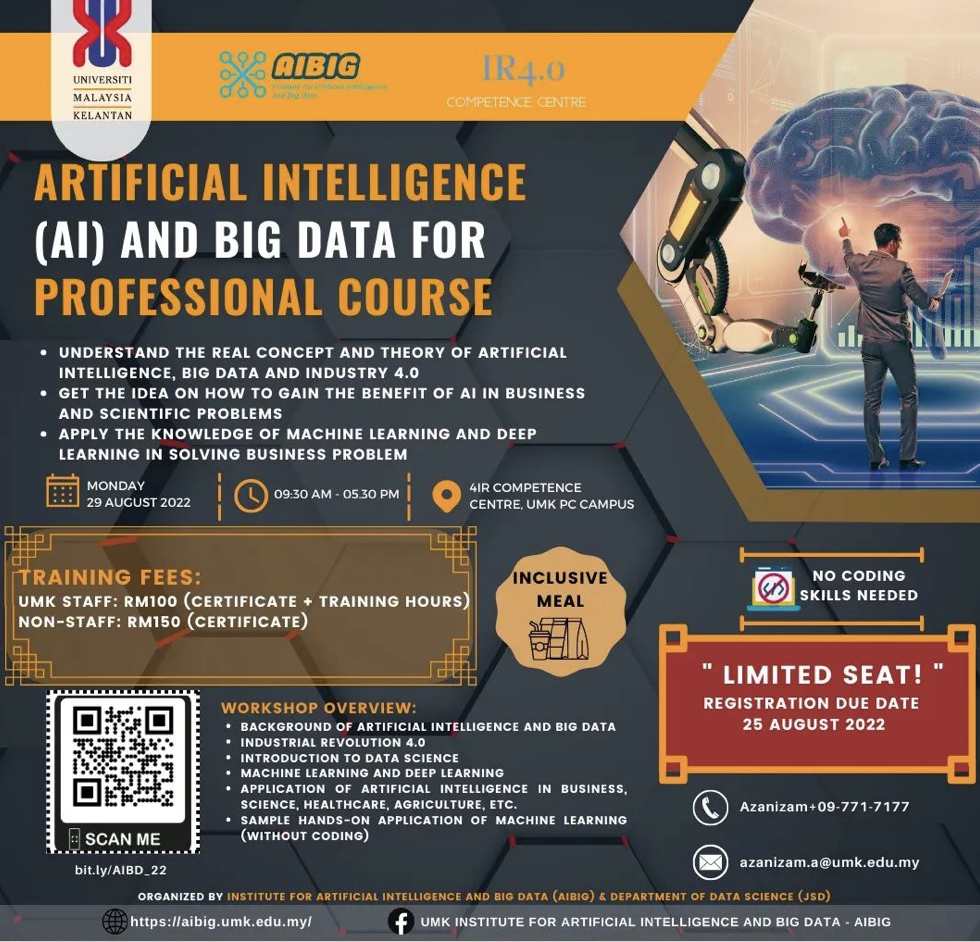 UNIVERSITI
MALAYSIA
KELANTAN
AIBIG
Institute for Artificial Intelligence
and Big Data
IR4.0
COMPETENCE CENTRE
ARTIFICIAL INTELLIGENCE
(AI) AND BIG DATA FOR
PROFESSIONAL COURSE
• UNDERSTAND THE REAL CONCEPT AND THEORY OF ARTIFICIAL
INTELLIGENCE, BIG DATA AND INDUSTRY 4.0
• GET THE IDEA ON HOW TO GAIN THE BENEFIT OF AI IN BUSINESS
AND SCIENTIFIC PROBLEMS
• APPLY THE KNOWLEDGE OF MACHINE LEARNING AND DEEP
LEARNING IN SOLVING BUSINESS PROBLEM
MONDAY
29 AUGUST 2022
09:30 AM - 05.30 PM
4IR COMPETENCE
CENTRE, UMK PC CAMPUS
TRAINING FEES:
UMK STAFF: RM100 (CERTIFICATE + TRAINING HOURS)
NON-STAFF: RM150 (CERTIFICATE)
INCLUSIVE
MEAL
NO CODING
SKILLS NEEDED
" LIMITED SEAT! "
REGISTRATION DUE DATE
25 AUGUST 2022
SCAN ME
bit.ly/AIBD_22
WORKSHOP OVERVIEW:
• BACKGROUND OF ARTIFICIAL INTELLIGENCE AND BIG DATA
• INDUSTRIAL REVOLUTION 4.0
• INTRODUCTION TO DATA SCIENCE
• MACHINE LEARNING AND DEEP LEARNING
• APPLICATION OF ARTIFICIAL INTELLIGENCE IN BUSINESS,
SCIENCE, HEALTHCARE, AGRICULTURE, ETC.
• SAMPLE HANDS-ON APPLICATION OF MACHINE LEARNING
(WITHOUT CODING)
Azanizam+09-771-7177
azanizam.a@umk.edu.my
ORGANIZED BY INSTITUTE FOR ARTIFICIAL INTELLIGENCE AND BIG DATA (AIBIG) & DEPARTMENT OF DATA SCIENCE (JSD)
https://aibig.umk.edu.my/
UMK INSTITUTE FOR ARTIFICIAL INTELLIGENCE AND BIG DATA - AIBIG